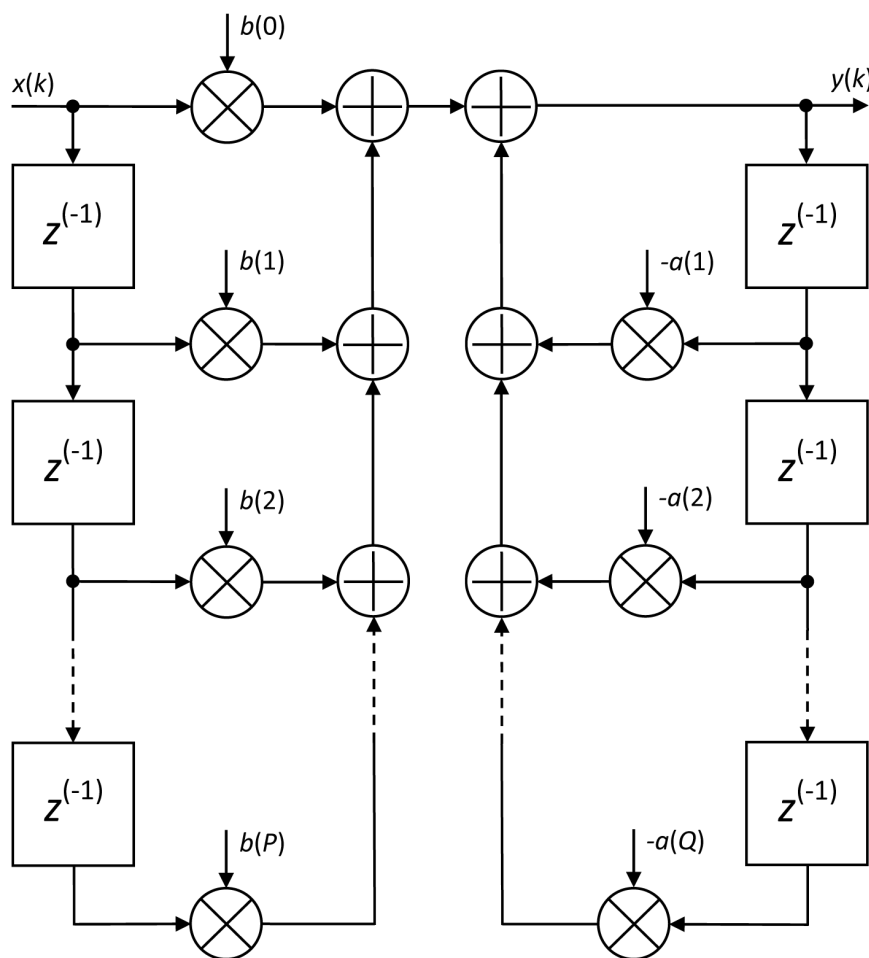 b(0)
x(k)
y(k)
z(-1)
z(-1)
b(1)
-a(1)
z(-1)
z(-1)
b(2)
-a(2)
z(-1)
z(-1)
b(P)
-a(Q)